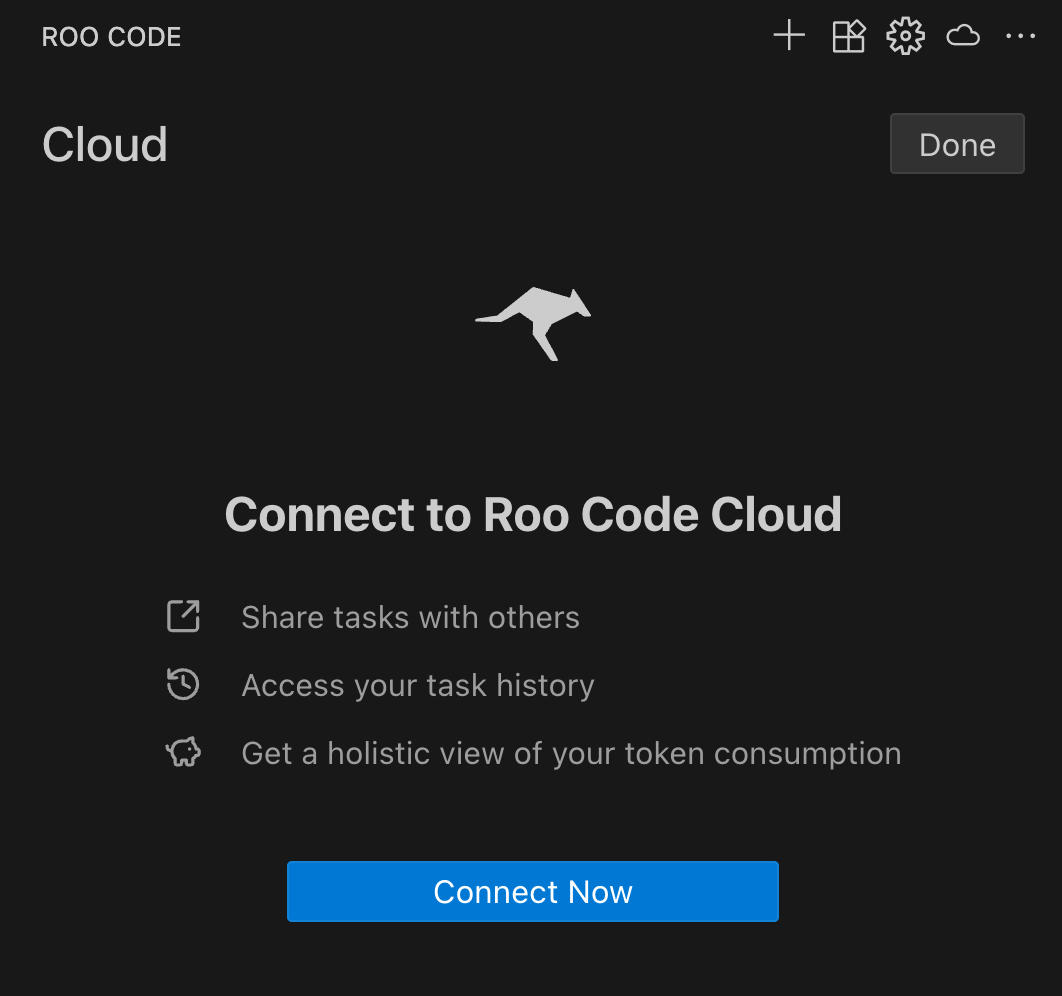 ROO CODE
Cloud
Done
Connect to Roo Code Cloud
Share tasks with others
Access your task history
Get a holistic view of your token consumption
Connect Now